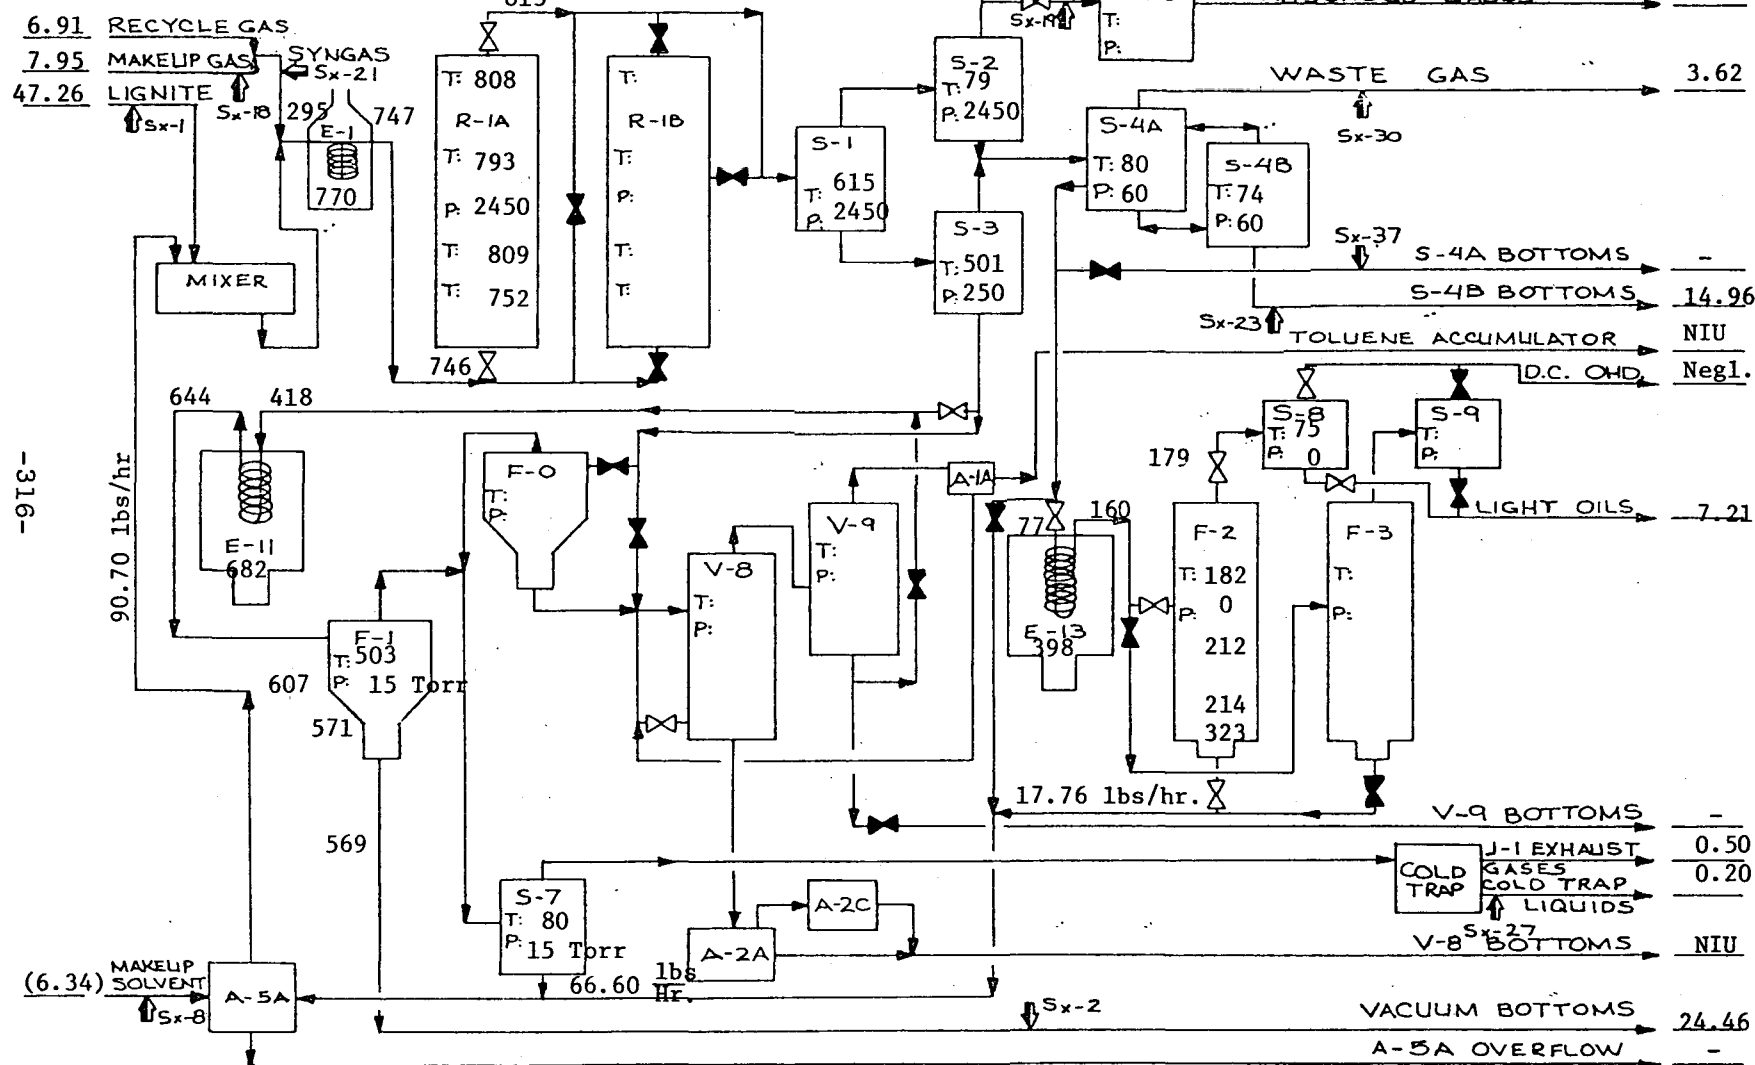 6.91 RECYCLE GAS
7.95 MAKEUP GAS
SYNGAS
Sx-21
47.26 LIGNITE
Sx-18
Sx-1
295
747
E-1
770
MIXER
T: 808
R-1A
T: 793
P: 2450
T: 809
T: 752
746
T:
R-1B
T:
P:
T:
T:
S-1
T: 615
P: 2450
S-2
T: 79
P: 2450
S-3
T: 501
P: 250
Sx-19
T:
P:
WASTE GAS 3.62
Sx-30
S-4A
T: 80
P: 60
S-4B
T: 74
P: 60
Sx-37
S-4A BOTTOMS -
S-4B BOTTOMS 14.96
Sx-23
TOLUENE ACCUMULATOR NIU
D.C. OHD. Negl.
644
418
E-11
682
90.70 lbs/hr
-316-
F-0
T:
P:
F-1
T: 503
P: 15 Torr
607
571
569
V-8
T:
P:
V-9
T:
P:
A-1A
77
160
E-13
398
179
S-8
T: 75
P: 0
S-9
T:
P:
LIGHT OILS 7.21
F-2
T: 182
P: 0
212
214
323
F-3
T:
P:
17.76 lbs/hr.
V-9 BOTTOMS -
J-1 EXHAUST 0.50
GASES
COLD TRAP
COLD TRAP 0.20
LIQUIDS
Sx-27
V-8 BOTTOMS NIU
S-7
T: 80
P: 15 Torr
A-2C
A-2A
66.60 lbs
Hr.
(6.34) MAKEUP
SOLVENT
Sx-8
A-5A
Sx-2
VACUUM BOTTOMS 24.46
A-5A OVERFLOW -